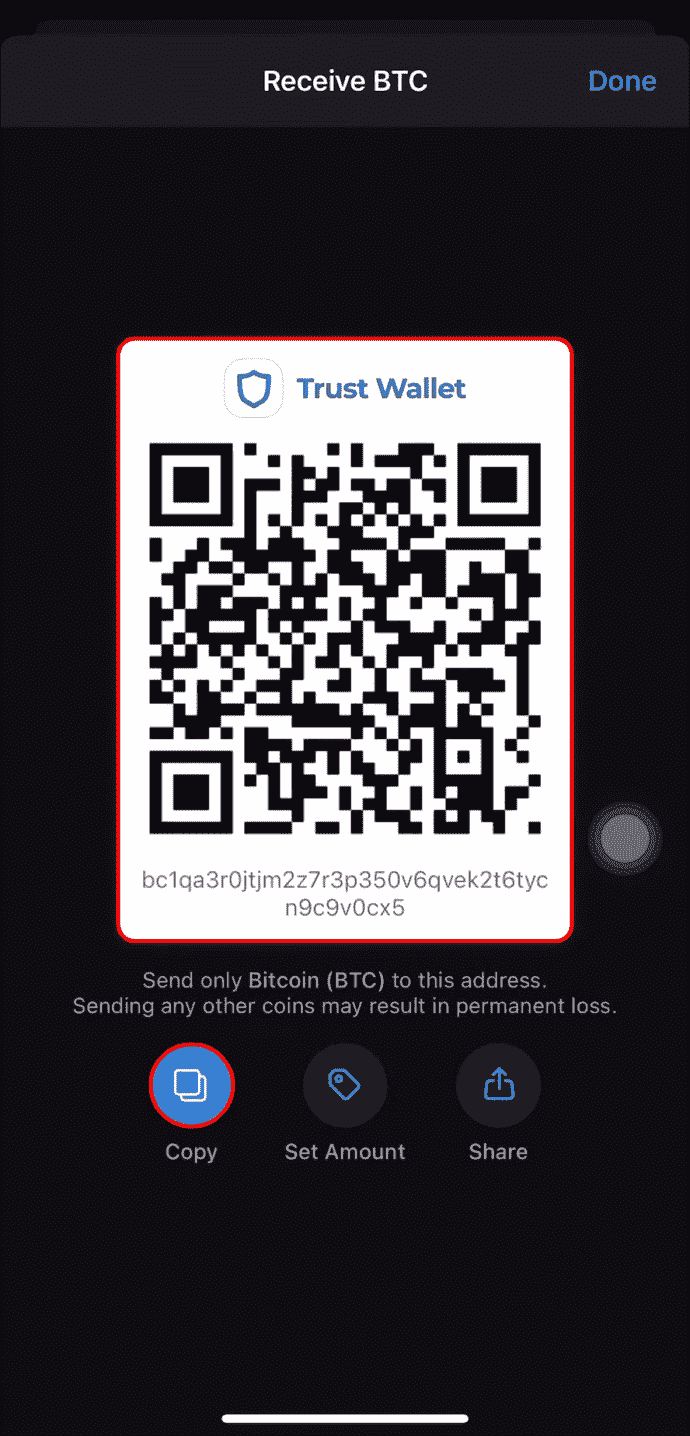 Receive BTC
Done
Trust Wallet
bc1qa3r0jtjm2z7r3p350v6qvek2t6tyc
n9c9v0cx5
Send only Bitcoin (BTC) to this address.
Sending any other coins may result in permanent loss.
Copy
Set Amount
Share